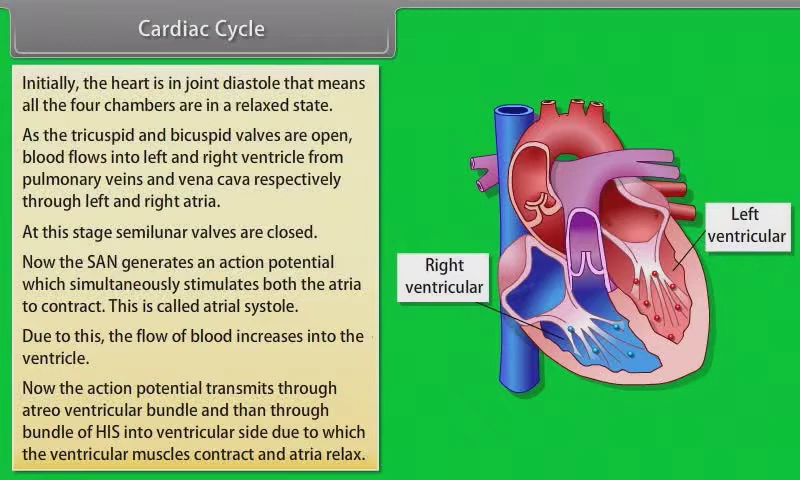 Cardiac Cycle
Initially, the heart is in joint diastole that means
all the four chambers are in a relaxed state.
As the tricuspid and bicuspid valves are open,
blood flows into left and right ventricle from
pulmonary veins and vena cava respectively
through left and right atria.
At this stage semilunar valves are closed.
Now the SAN generates an action potential
which simultaneously stimulates both the atria
to contract. This is called atrial systole.
Due to this, the flow of blood increases into the
ventricle.
Now the action potential transmits through
atreo ventricular bundle and than through
bundle of HIS into ventricular side due to which
the ventricular muscles contract and atria relax.
Left
ventricular
Right
ventricular